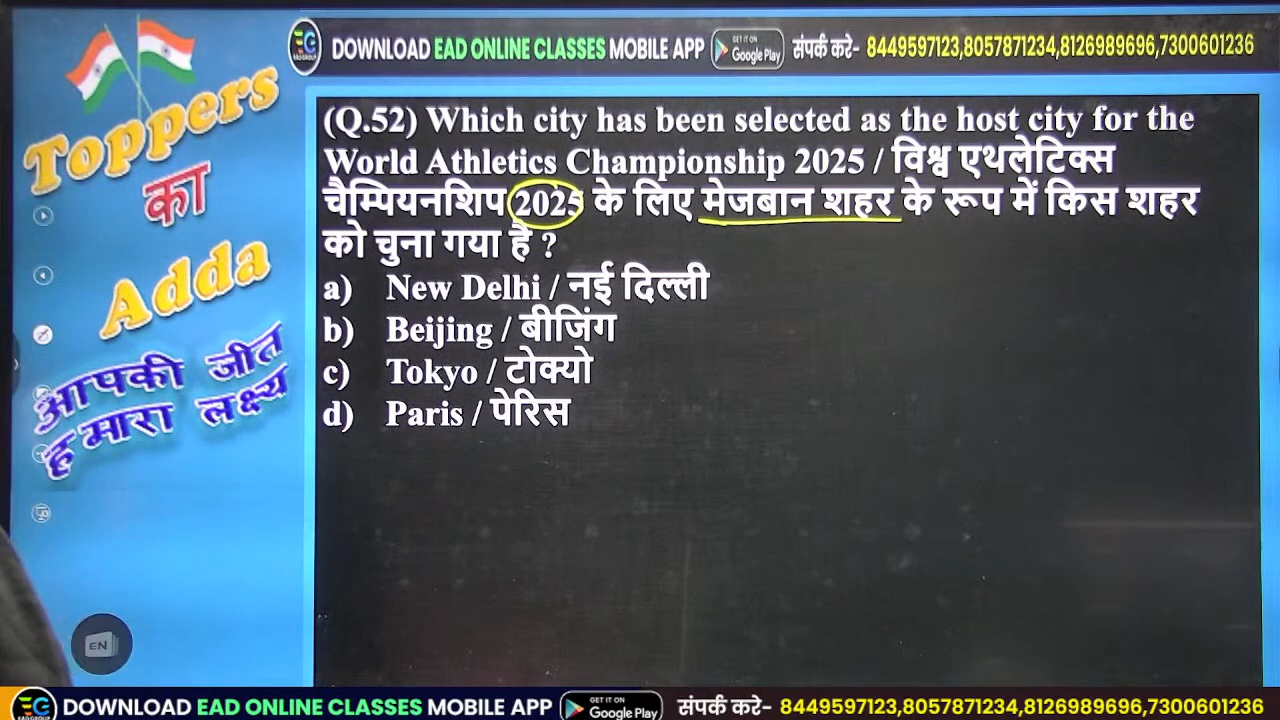 DOWNLOAD EAD ONLINE CLASSES MOBILE APP GET IT ON Google Play संपर्क करे- 8449597123,8057871234,8126989696,7300601236
Toppers
का
Adda
आपकी जीत
हमारा लक्ष्य
(Q.52) Which city has been selected as the host city for the
World Athletics Championship 2025 / विश्व एथलेटिक्स
चैम्पियनशिप 2025 के लिए मेजबान शहर के रूप में किस शहर
को चुना गया है ?
a) New Delhi / नई दिल्ली
b) Beijing / बीजिंग
c) Tokyo / टोक्यो
d) Paris / पेरिस
EN
DOWNLOAD EAD ONLINE CLASSES MOBILE APP GET IT ON Google Play संपर्क करे- 8449597123,8057871234,8126989696,7300601236